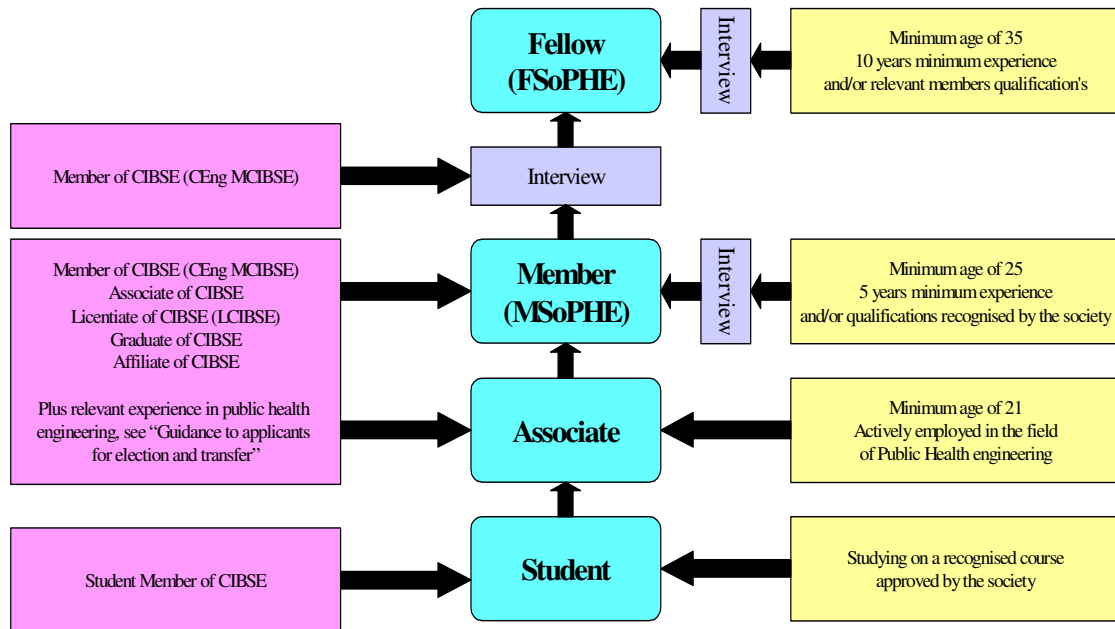 Fellow
(FSoPHE)
Interview
Minimum age of 35
10 years minimum experience
and/or relevant members qualification's
Member of CIBSE (CEng MCIBSE)
Interview
Member of CIBSE (CEng MCIBSE)
Associate of CIBSE
Licentiate of CIBSE (LCIBSE)
Graduate of CIBSE
Affiliate of CIBSE
Plus relevant experience in public health
engineering, see “Guidance to applicants
for election and transfer”
Member
(MSoPHE)
Interview
Minimum age of 25
5 years minimum experience
and/or qualifications recognised by the society
Associate
Minimum age of 21
Actively employed in the field
of Public Health engineering
Student Member of CIBSE
Student
Studying on a recognised course
approved by the society